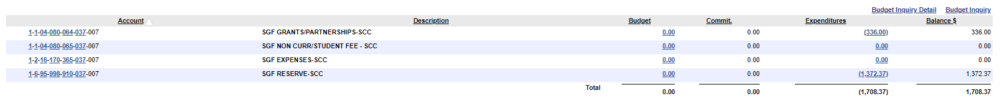 Budget Inquiry Detail Budget Inquiry
Account Description Budget Commit. Expenditures Balance $
1-1-04-080-064-037-007 SGF GRANTS/PARTNERSHIPS-SCC 0.00 0.00 (336.00) 336.00
1-1-04-080-065-037-007 SGF NON CURR/STUDENT FEE - SCC 0.00 0.00 0.00 0.00
1-2-16-170-365-037-007 SGF EXPENSES-SCC 0.00 0.00 0.00 0.00
1-6-95-998-910-037-007 SGF RESERVE-SCC 0.00 0.00 (1,372.37) 1,372.37
Total 0.00 0.00 (1,708.37) 1,708.37